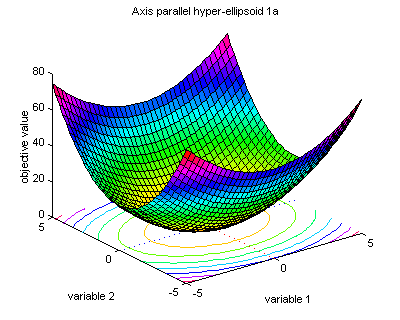 Axis parallel hyper-ellipsoid 1a
80
60
40
20
0
objective value
5
0
-5
variable 2
-5
0
5
variable 1